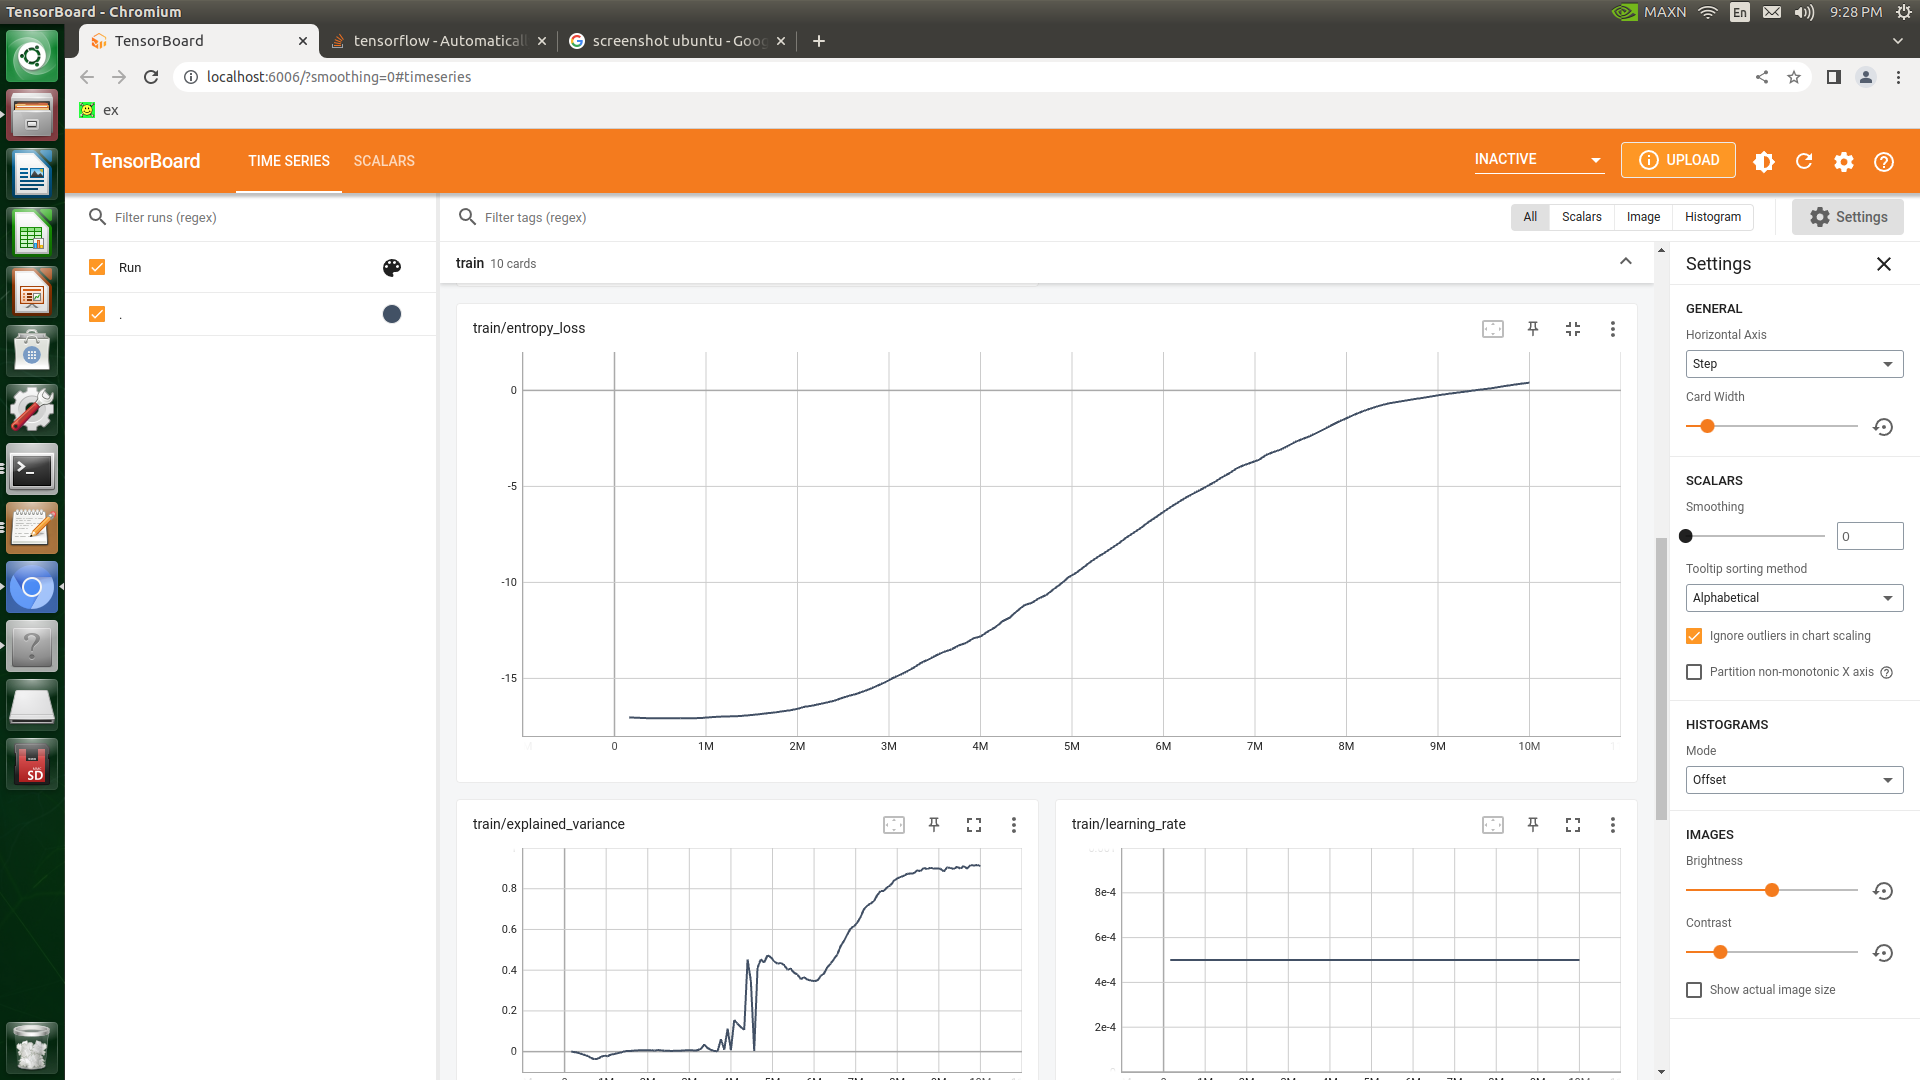 TensorBoard - Chromium
MAXN
En
9:28 PM
TensorBoard
tensorflow - Automaticall
screenshot ubuntu - Goog
localhost:6006/?smoothing=0#timeseries
ex
TensorBoard
TIME SERIES
SCALARS
INACTIVE
UPLOAD
Filter runs (regex)
Filter tags (regex)
All
Scalars
Image
Histogram
Settings
Run
.
train 10 cards
train/entropy_loss
0
-5
-10
-15
0 1M 2M 3M 4M 5M 6M 7M 8M 9M 10M
train/explained_variance
0.8
0.6
0.4
0.2
0
train/learning_rate
8e-4
6e-4
4e-4
2e-4
Settings
GENERAL
Horizontal Axis
Step
Card Width
SCALARS
Smoothing
0
Tooltip sorting method
Alphabetical
Ignore outliers in chart scaling
Partition non-monotonic X axis
HISTOGRAMS
Mode
Offset
IMAGES
Brightness
Contrast
Show actual image size
SD